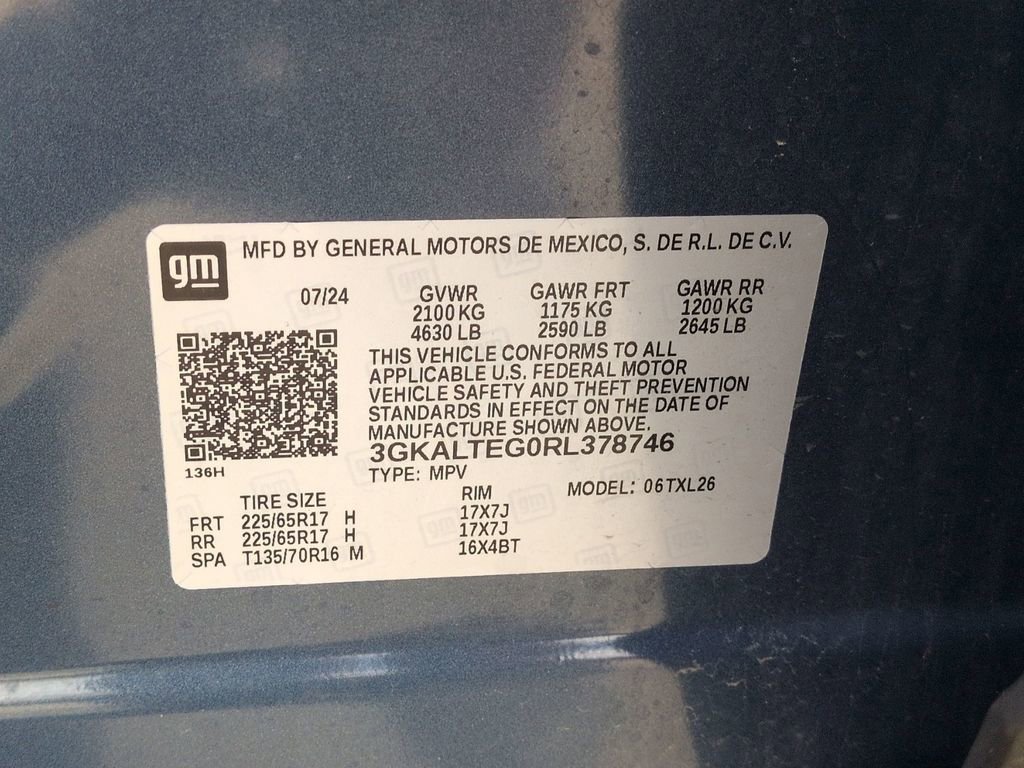 gm MFD BY GENERAL MOTORS DE MEXICO, S. DE R.L. DE C.V.
07/24 GVWR GAWR FRT GAWR RR
2100 KG 1175 KG 1200 KG
4630 LB 2590 LB 2645 LB
THIS VEHICLE CONFORMS TO ALL
APPLICABLE U.S. FEDERAL MOTOR
VEHICLE SAFETY AND THEFT PREVENTION
STANDARDS IN EFFECT ON THE DATE OF
MANUFACTURE SHOWN ABOVE.
3GKALTEG0RL378746
136H TYPE: MPV MODEL: 06TXL26
TIRE SIZE RIM
FRT 225/65R17 H 17X7J
RR 225/65R17 H 17X7J
SPA T135/70R16 M 16X4BT